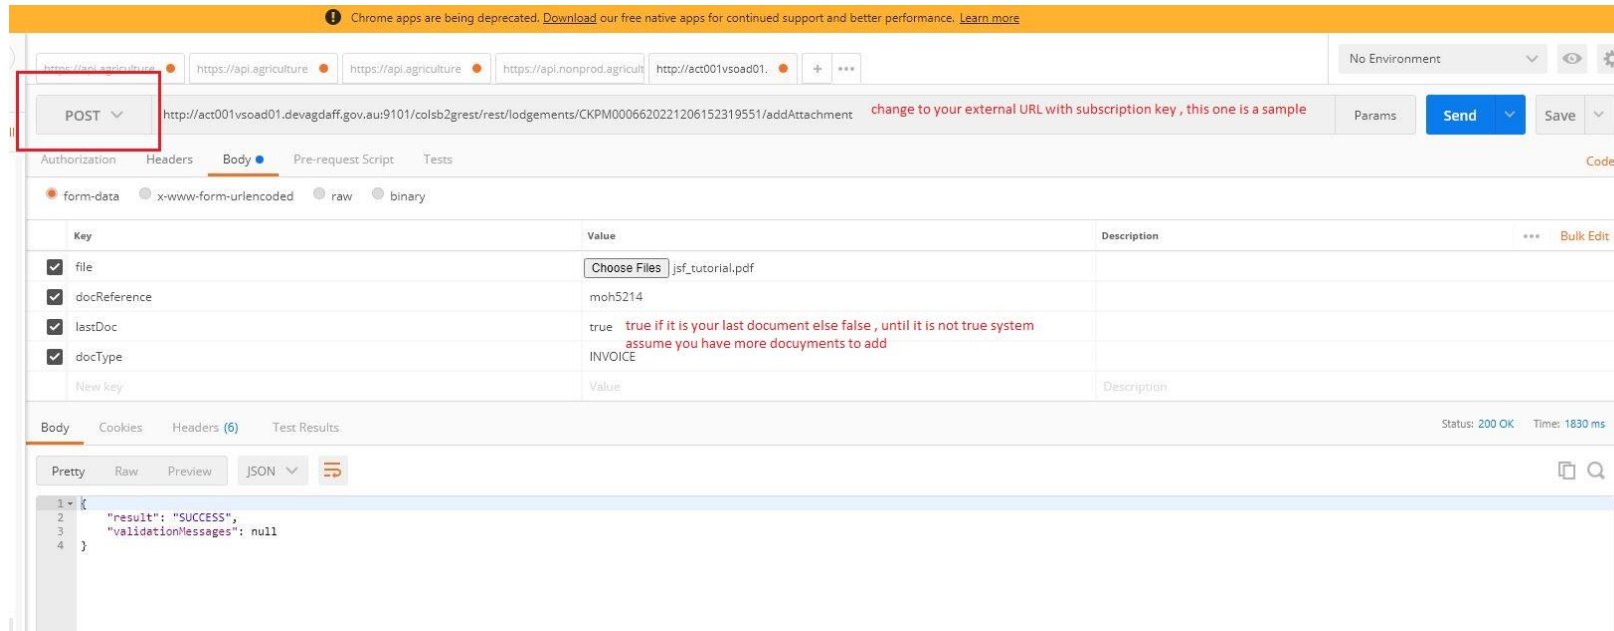 Chrome apps are being deprecated. Download our free native apps for continued support and better performance. Learn more
https://api.agriculture https://api.agriculture https://api.agriculture https://api.nonprod.agricult http://act001vsoad01. + ••• No Environment
POST http://act001vsoad01.devagdaff.gov.au:9101/colsb2grest/rest/lodgements/CKPM0006620221206152319551/addAttachment change to your external URL with subscription key , this one is a sample Params Send Save
Authorization Headers Body Pre-request Script Tests Code
form-data x-www-form-urlencoded raw binary
Key Value Description ••• Bulk Edit
file Choose Files jsf_tutorial.pdf
docReference moh5214
lastDoc true true if it is your last document else false , until it is not true system
assume you have more docuyments to add
docType INVOICE
New key Value Description
Body Cookies Headers (6) Test Results Status: 200 OK Time: 1830 ms
Pretty Raw Preview JSON
1 {
2 "result": "SUCCESS",
3 "validationMessages": null
4 }